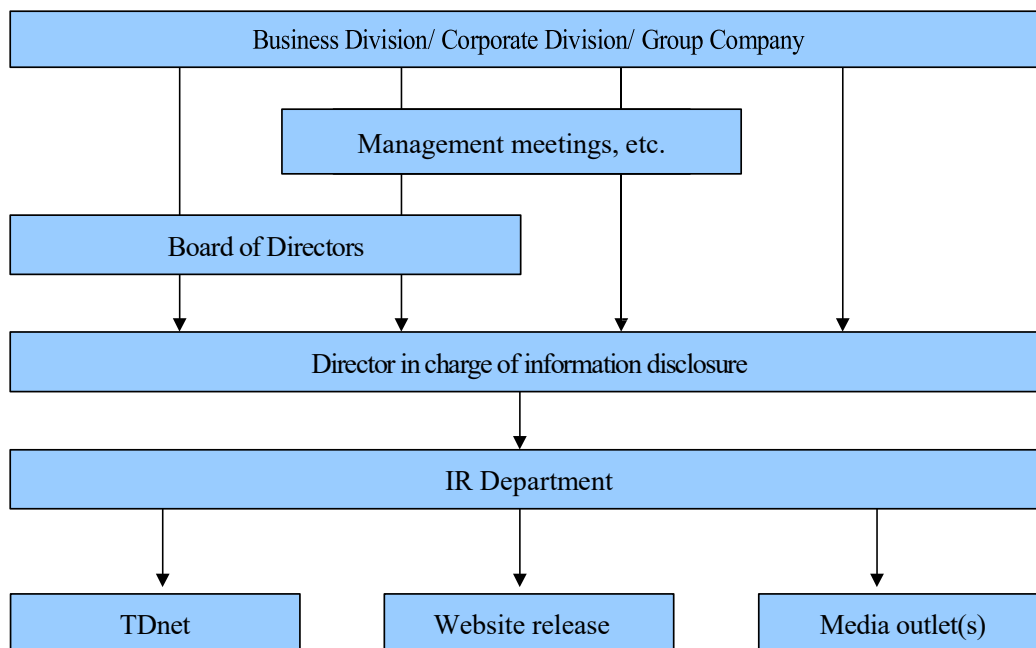 Business Division/ Corporate Division/ Group Company
Management meetings, etc.
Board of Directors
Director in charge of information disclosure
IR Department
TDnet
Website release
Media outlet(s)